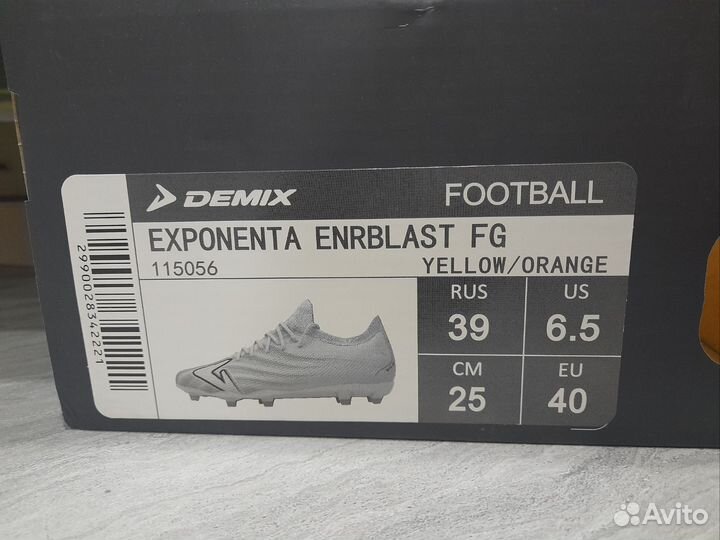 DEMIX FOOTBALL
EXPONENTA ENRBLAST FG
115056 YELLOW/ORANGE
RUS US
39 6.5
CM EU
25 40
2990028342221
Avito